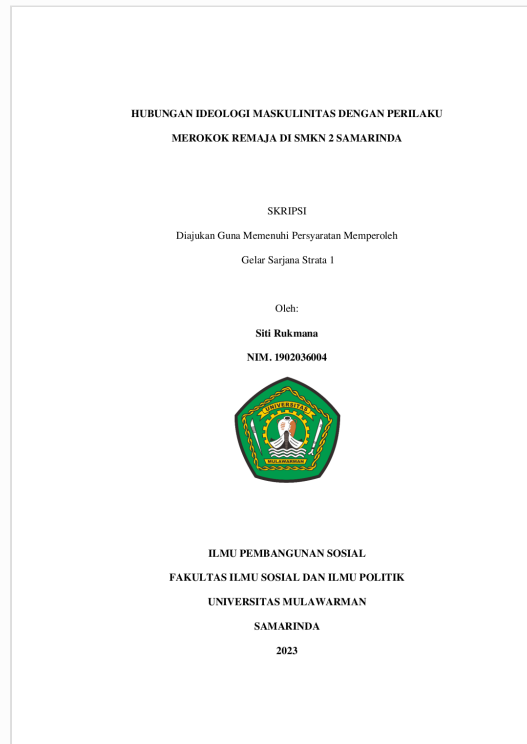 HUBUNGAN IDEOLOGI MASKULINITAS DENGAN PERILAKU
MEROKOK REMAJA DI SMKN 2 SAMARINDA
SKRIPSI
Diajukan Guna Memenuhi Persyaratan Memperoleh
Gelar Sarjana Strata 1
Oleh:
Siti Rukmana
NIM. 1902036004
UNIVERSITAS
MULAWARMAN
ILMU PEMBANGUNAN SOSIAL
FAKULTAS ILMU SOSIAL DAN ILMU POLITIK
UNIVERSITAS MULAWARMAN
SAMARINDA
2023